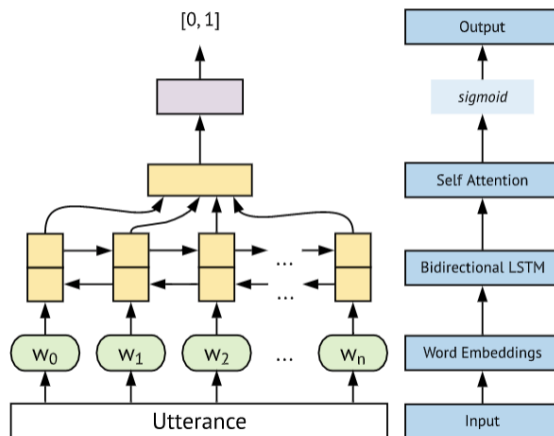 [0, 1]
Output
sigmoid
Self Attention
...
Bidirectional LSTM
...
w0
w1
w2
...
wn
Word Embeddings
Utterance
Input